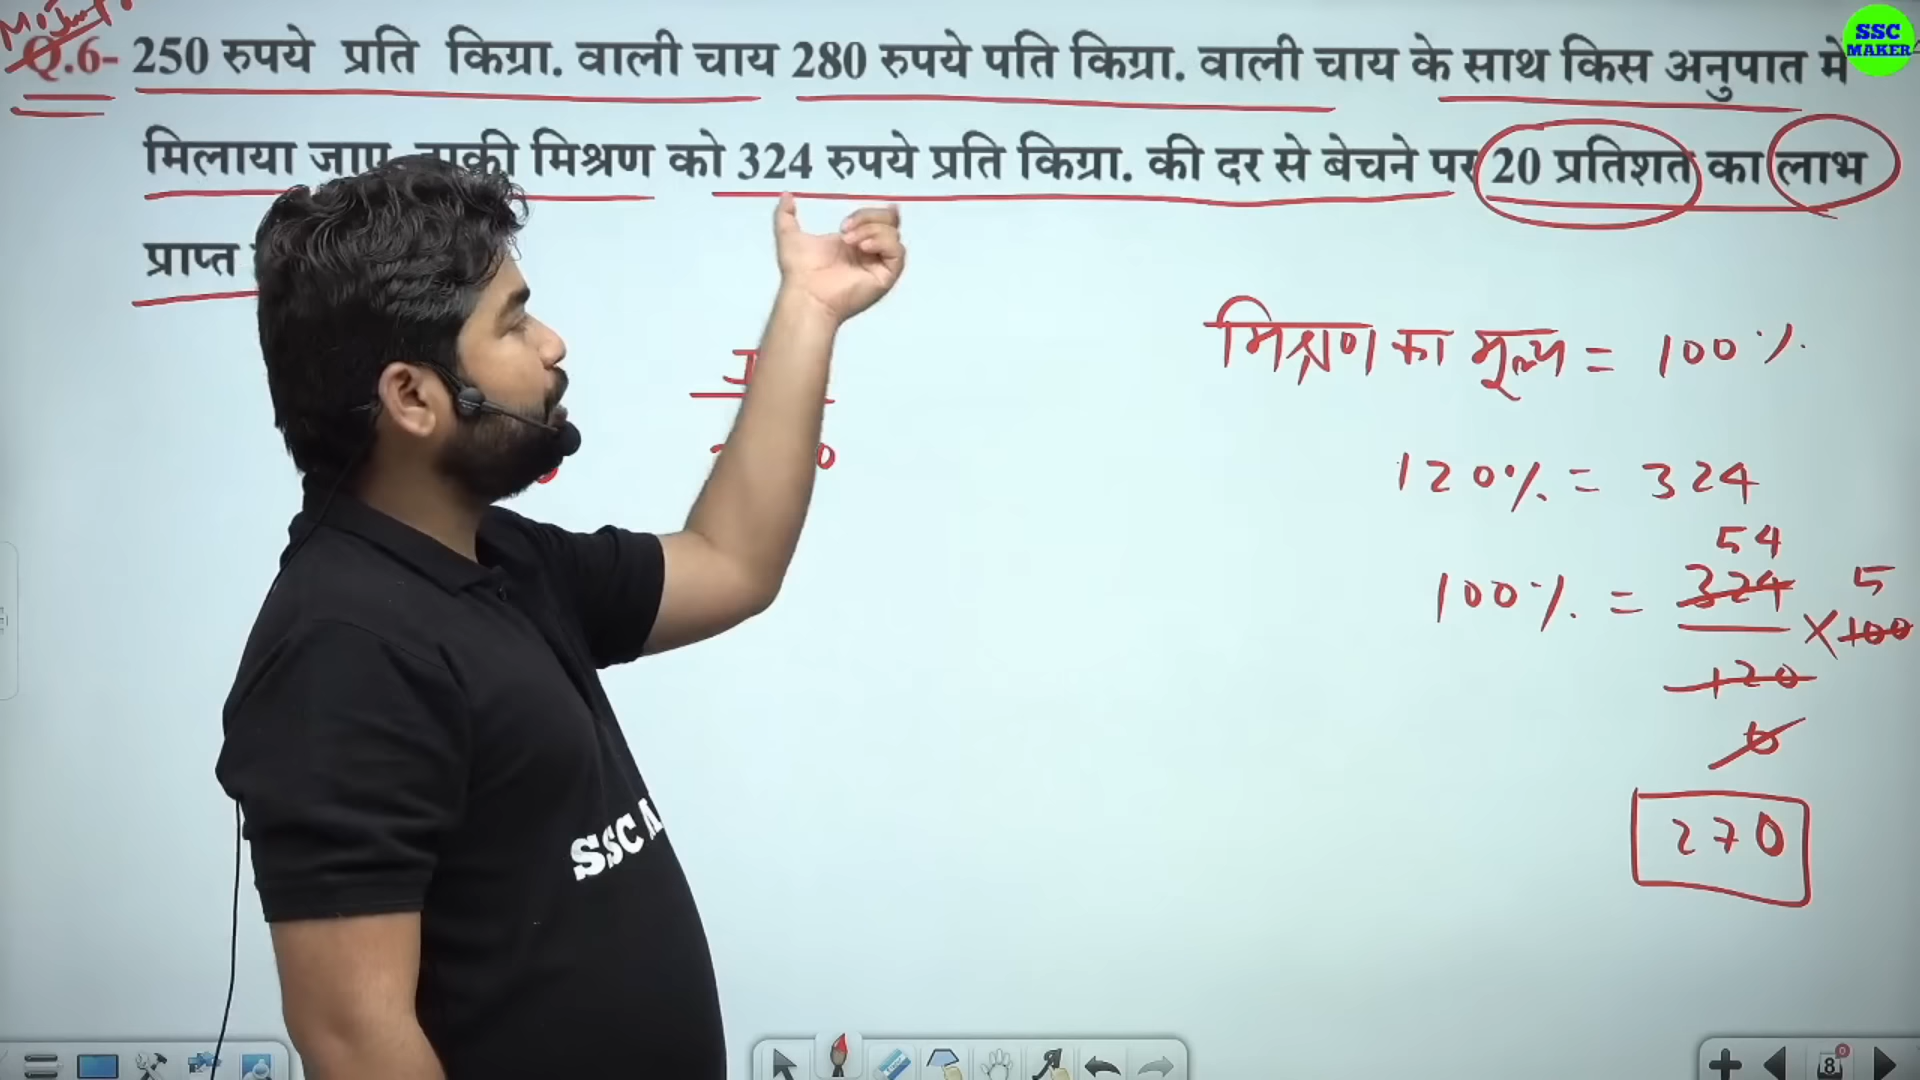 Q.6- 250 रुपये प्रति किग्रा. वाली चाय 280 रुपये पति किग्रा. वाली चाय के साथ किस अनुपात मे
मिलाया जाए ताकी मिश्रण को 324 रुपये प्रति किग्रा. की दर से बेचने पर 20 प्रतिशत का लाभ
प्राप्त
SSC
MAKER
मिश्रण का मूल्य = 100 %
120% = 324
54
100% = 324 × 100 5
120
6
270
SSC
8